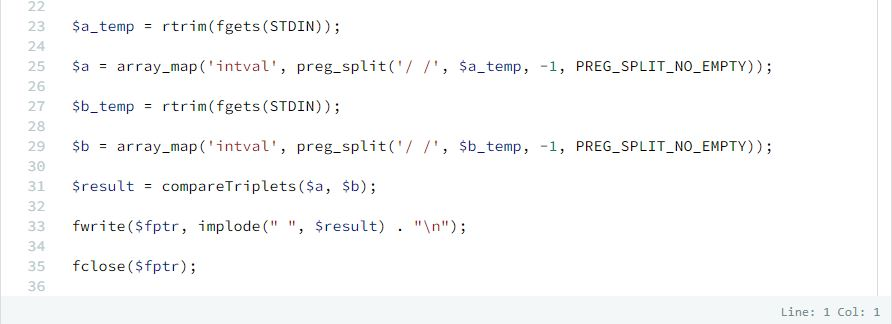 22
23 $a_temp = rtrim(fgets(STDIN));
24
25 $a = array_map('intval', preg_split('/ /', $a_temp, -1, PREG_SPLIT_NO_EMPTY));
26
27 $b_temp = rtrim(fgets(STDIN));
28
29 $b = array_map('intval', preg_split('/ /', $b_temp, -1, PREG_SPLIT_NO_EMPTY));
30
31 $result = compareTriplets($a, $b);
32
33 fwrite($fptr, implode(" ", $result) . "\n");
34
35 fclose($fptr);
36
Line: 1 Col: 1